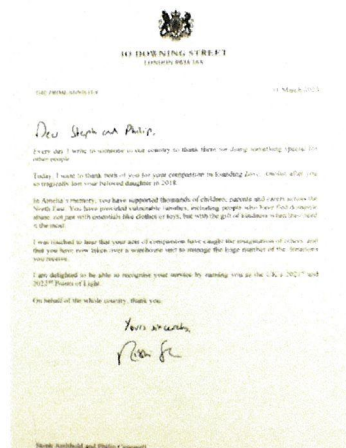 10 DOWNING STREET
LONDON SW1A 2AA
THE PRIME MINISTER
March
Dear Steph and Philip,
Every day I write to someone in our country to thank them for doing something special for
other people.
Today, I want to thank both of you for your compassion in founding after you
so tragically lost your beloved daughter in 2018.
In memory, you have supported thousands of children, parents and carers across the
North East. You have provided vulnerable families, including people who have fled domestic
abuse, not just with essentials like clothes or toys, but with the gift of kindness when they need
it the most.
I was touched to hear that your acts of compassion have caught the imagination of others and
that you have now taken over a warehouse unit to manage the huge number of the donations
you receive.
I am delighted to be able to recognise your service by naming you as the UK's and
Points of Light.
On behalf of the whole country, thank you.
Yours sincerely,
and Philip